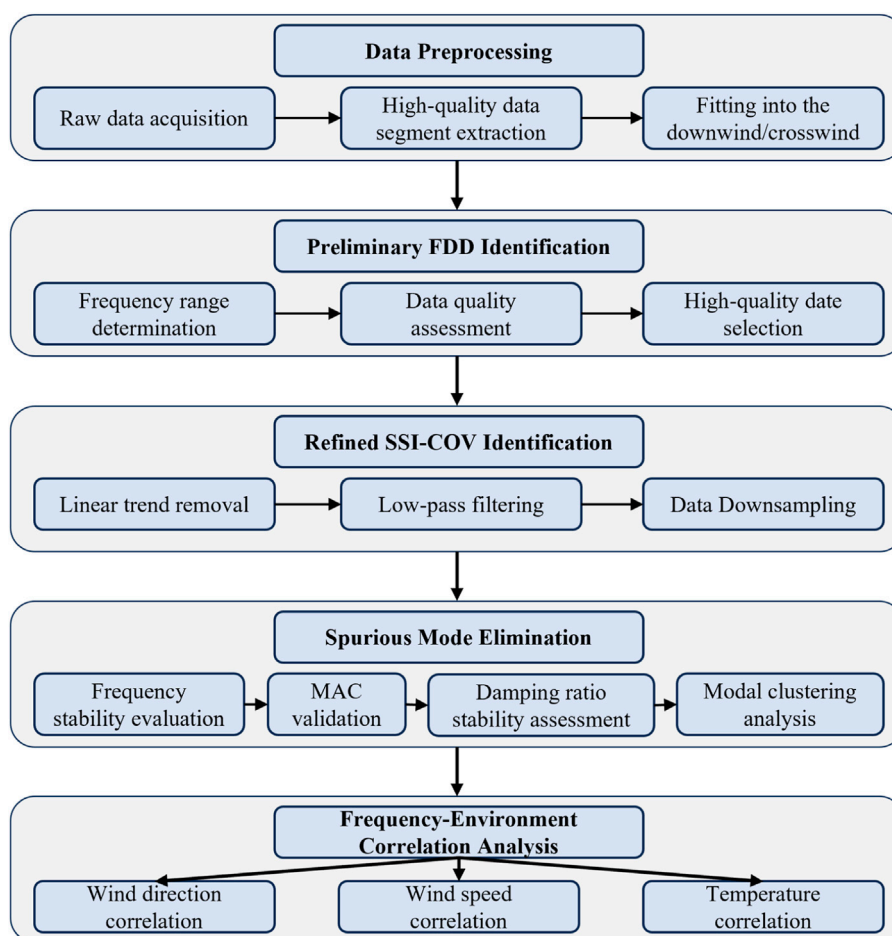 Data Preprocessing
Raw data acquisition
High-quality data
segment extraction
Fitting into the
downwind/crosswind
Preliminary FDD Identification
Frequency range
determination
Data quality
assessment
High-quality date
selection
Refined SSI-COV Identification
Linear trend removal
Low-pass filtering
Data Downsampling
Spurious Mode Elimination
Frequency
stability evaluation
MAC
validation
Damping ratio
stability assessment
Modal clustering
analysis
Frequency-Environment
Correlation Analysis
Wind direction
correlation
Wind speed
correlation
Temperature
correlation